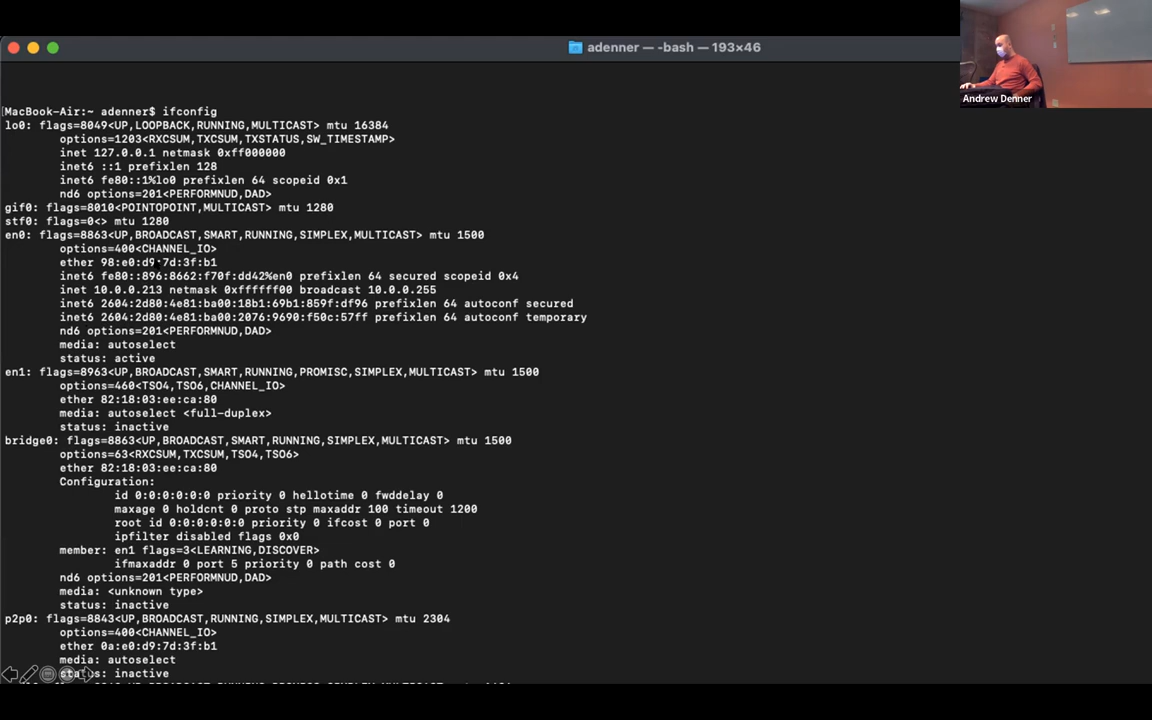 adenner — -bash — 193×46
Andrew Denner
[MacBook-Air:~ adenner$ ifconfig
lo0: flags=8049<UP,LOOPBACK,RUNNING,MULTICAST> mtu 16384
options=1203<RXCSUM,TXCSUM,TXSTATUS,SW_TIMESTAMP>
inet 127.0.0.1 netmask 0xff000000
inet6 ::1 prefixlen 128
inet6 fe80::1%lo0 prefixlen 64 scopeid 0x1
nd6 options=201<PERFORMNUD,DAD>
gif0: flags=8010<POINTOPOINT,MULTICAST> mtu 1280
stf0: flags=0<> mtu 1280
en0: flags=8863<UP,BROADCAST,SMART,RUNNING,SIMPLEX,MULTICAST> mtu 1500
options=400<CHANNEL_IO>
ether 98:e0:d9:7d:3f:b1
inet6 fe80::896:8662:f70f:dd42%en0 prefixlen 64 secured scopeid 0x4
inet 10.0.0.213 netmask 0xffffff00 broadcast 10.0.0.255
inet6 2604:2d80:4e81:ba00:18b1:69b1:859f:df96 prefixlen 64 autoconf secured
inet6 2604:2d80:4e81:ba00:2076:9690:f50c:57ff prefixlen 64 autoconf temporary
nd6 options=201<PERFORMNUD,DAD>
media: autoselect
status: active
en1: flags=8963<UP,BROADCAST,SMART,RUNNING,PROMISC,SIMPLEX,MULTICAST> mtu 1500
options=460<TSO4,TSO6,CHANNEL_IO>
ether 82:18:03:ee:ca:80
media: autoselect <full-duplex>
status: inactive
bridge0: flags=8863<UP,BROADCAST,SMART,RUNNING,SIMPLEX,MULTICAST> mtu 1500
options=63<RXCSUM,TXCSUM,TSO4,TSO6>
ether 82:18:03:ee:ca:80
Configuration:
id 0:0:0:0:0:0 priority 0 hellotime 0 fwddelay 0
maxage 0 holdcnt 0 proto stp maxaddr 100 timeout 1200
root id 0:0:0:0:0:0 priority 0 ifcost 0 port 0
ipfilter disabled flags 0x0
member: en1 flags=3<LEARNING,DISCOVER>
ifmaxaddr 0 port 5 priority 0 path cost 0
nd6 options=201<PERFORMNUD,DAD>
media: <unknown type>
status: inactive
p2p0: flags=8843<UP,BROADCAST,RUNNING,SIMPLEX,MULTICAST> mtu 2304
options=400<CHANNEL_IO>
ether 0a:e0:d9:7d:3f:b1
media: autoselect
status: inactive